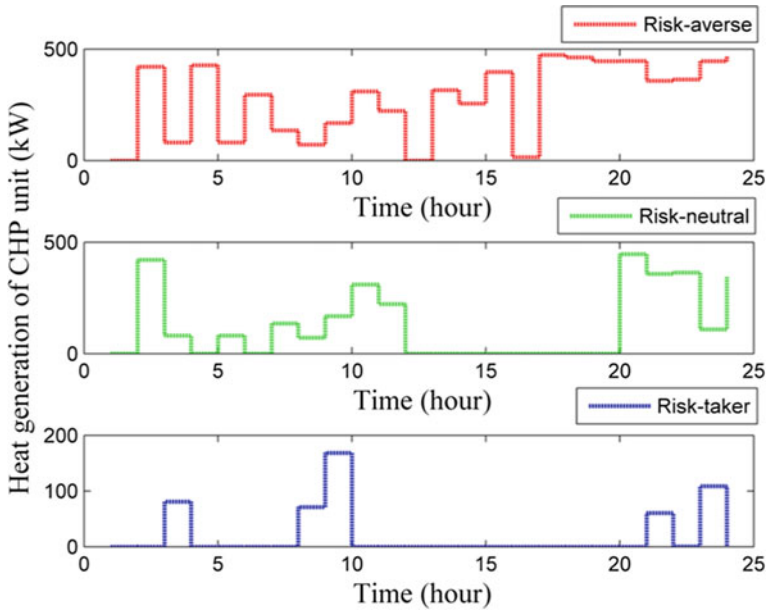 Heat generation of CHP unit (kW)
Risk-averse
500
0
0 5 10 15 20 25
Time (hour)
Risk-neutral
500
0
0 5 10 15 20 25
Time (hour)
Risk-taker
200
100
0
0 5 10 15 20 25
Time (hour)